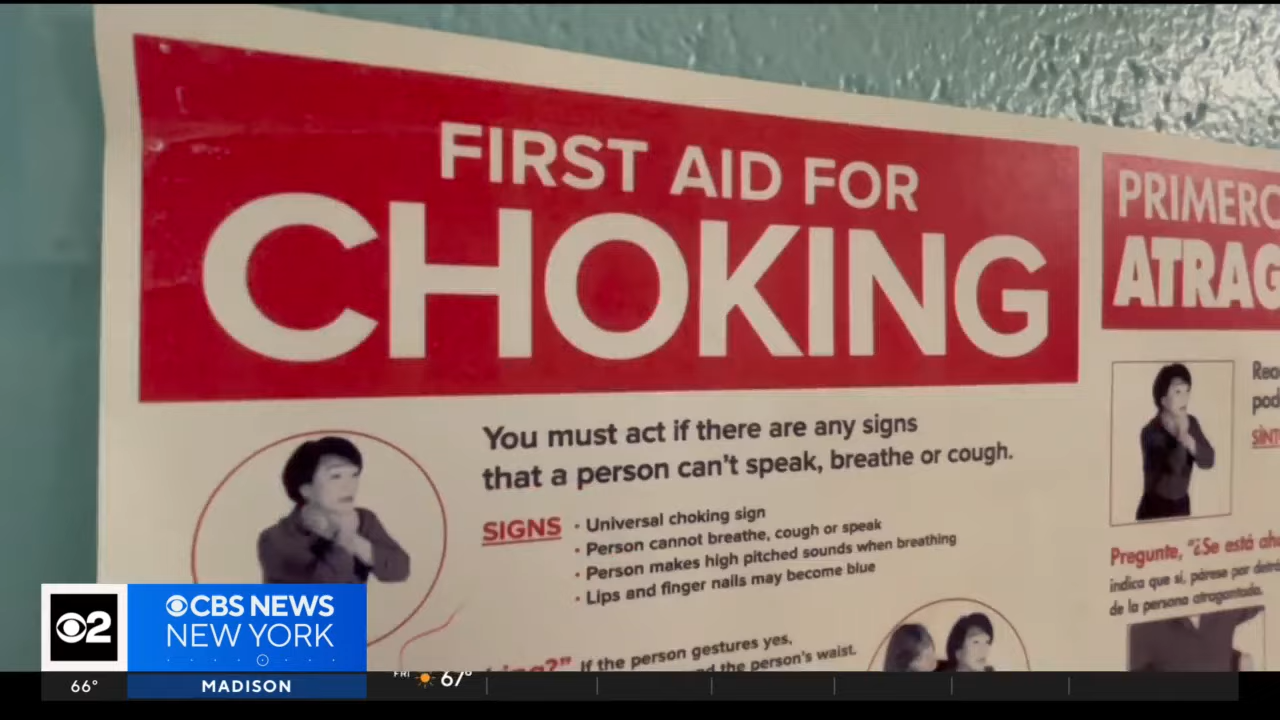 FIRST AID FOR
CHOKING
You must act if there are any signs
that a person can't speak, breathe or cough.
SIGNS
• Universal choking sign
• Person cannot breathe, cough or speak
• Person makes high pitched sounds when breathing
• Lips and finger nails may become blue
If the person gestures yes,
the person's waist.
PRIMERO
ATRAG
Pregunte, "¿Se está
indica que sí, párese por
de la persona atragantada.
2
CBS NEWS
NEW YORK
66°
MADISON
FRI
67°